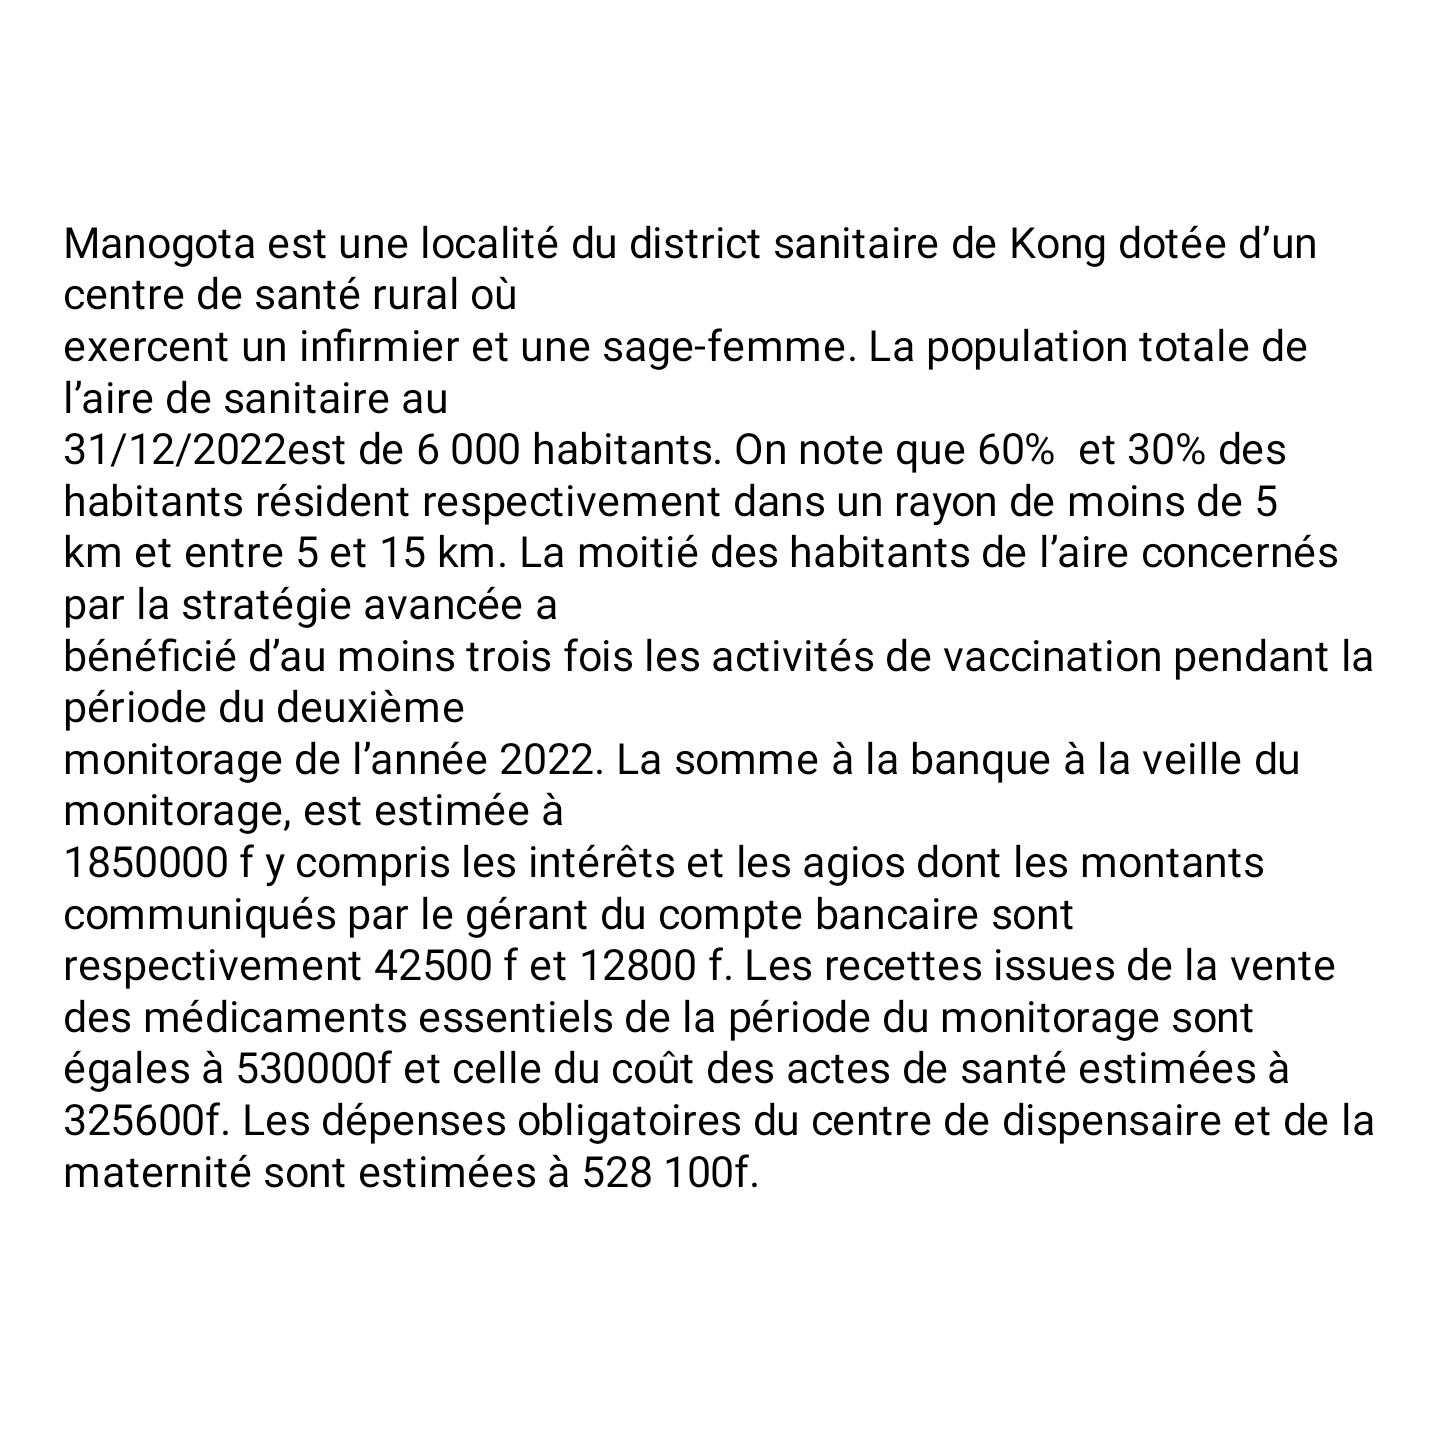 Manogota est une localité du district sanitaire de Kong dotée d’un
centre de santé rural où
exercent un infirmier et une sage-femme. La population totale de
l’aire de sanitaire au
31/12/2022est de 6 000 habitants. On note que 60%  et 30% des
habitants résident respectivement dans un rayon de moins de 5
km et entre 5 et 15 km. La moitié des habitants de l’aire concernés
par la stratégie avancée a
bénéficié d’au moins trois fois les activités de vaccination pendant la
période du deuxième
monitorage de l’année 2022. La somme à la banque à la veille du
monitorage, est estimée à
1850000 f y compris les intérêts et les agios dont les montants
communiqués par le gérant du compte bancaire sont
respectivement 42500 f et 12800 f. Les recettes issues de la vente
des médicaments essentiels de la période du monitorage sont
égales à 530000f et celle du coût des actes de santé estimées à
325600f. Les dépenses obligatoires du centre de dispensaire et de la
maternité sont estimées à 528 100f.